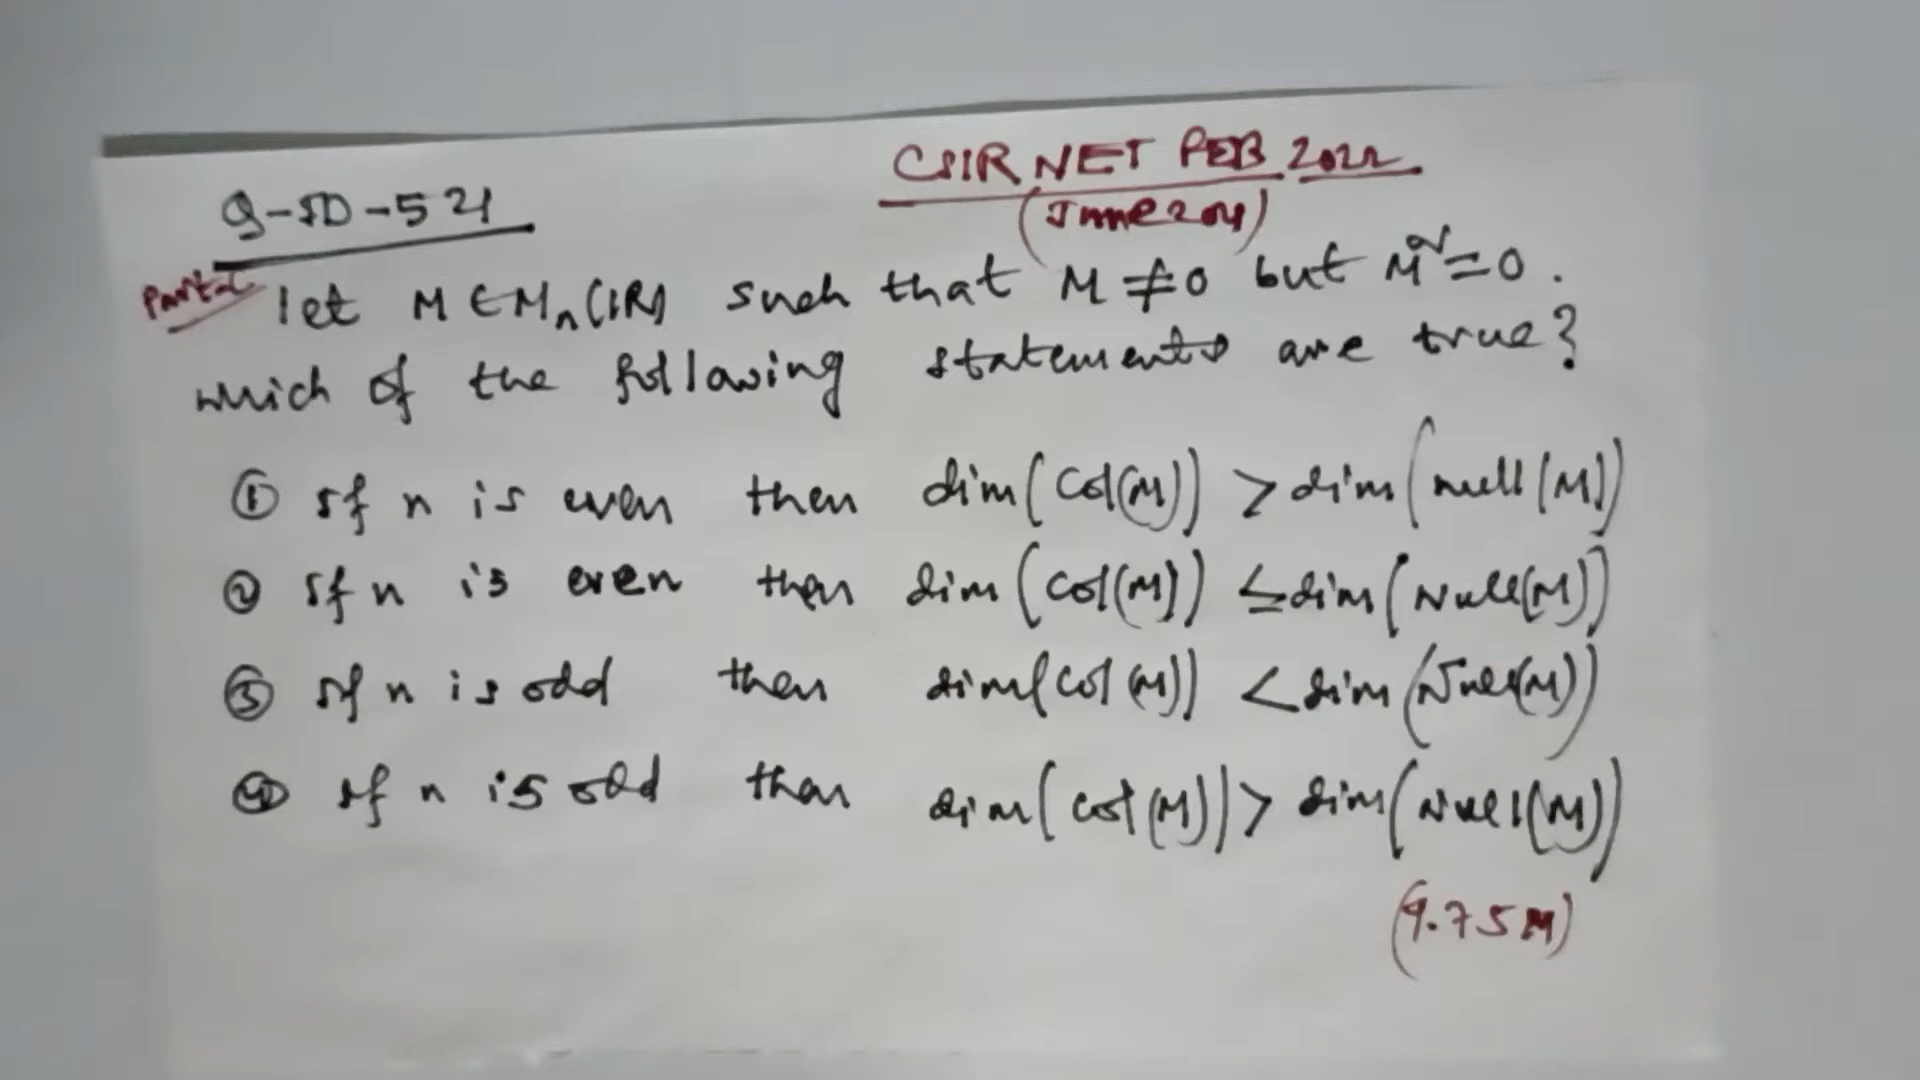 CSIR NET FEB 2022
Q-SD-521
(June 2021)
Part-C
let M ∈ Mₙ(IR) such that M ≠ 0 but M² = 0.
which of the following statements are true?
① If n is even then dim(Col(M)) > dim(null(M))
② If n is even then dim(Col(M)) ≤ dim(Null(M))
③ If n is odd then dim(Col(M)) < dim(Null(M))
④ If n is odd then dim(Col(M)) > dim(Null(M))
(4.75M)